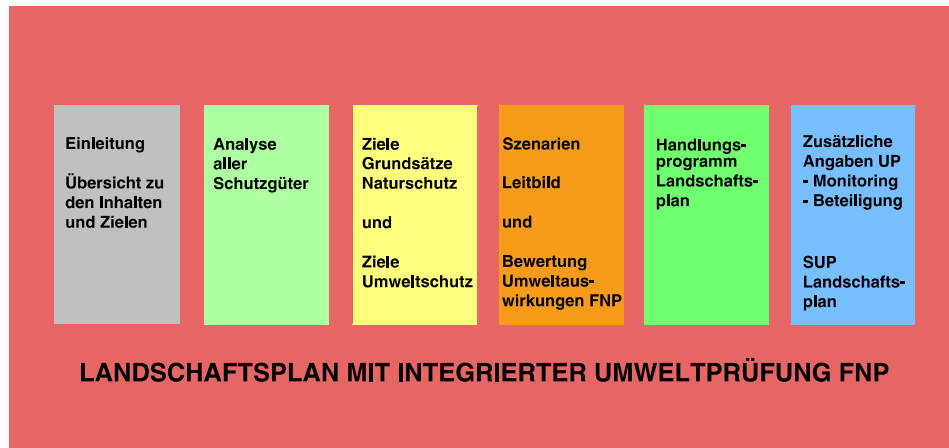 Einleitung
Übersicht zu
den Inhalten
und Zielen
Analyse
aller
Schutzgüter
Ziele
Grundsätze
Naturschutz
und
Ziele
Umweltschutz
Szenarien
Leitbild
und
Bewertung
Umweltaus-
wirkungen FNP
Handlungs-
programm
Landschafts-
plan
Zusätzliche
Angaben UP
- Monitoring
- Beteiligung
SUP
Landschafts-
plan
LANDSCHAFTSPLAN MIT INTEGRIERTER UMWELTPRÜFUNG FNP